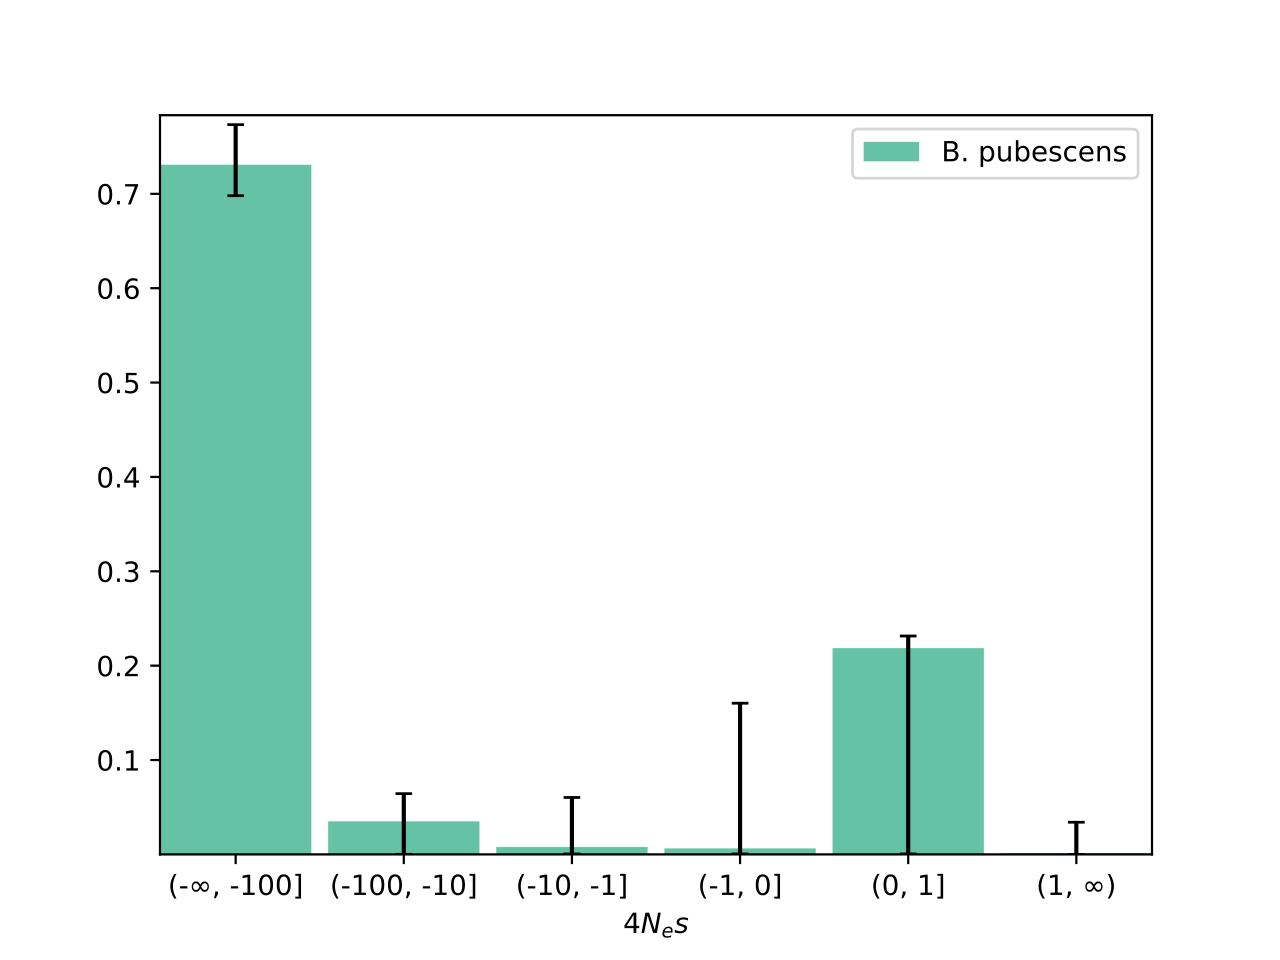 B. pubescens
0.7
0.6
0.5
0.4
0.3
0.2
0.1
(-∞, -100] (-100, -10] (-10, -1] (-1, 0] (0, 1] (1, ∞)
4Nₑs